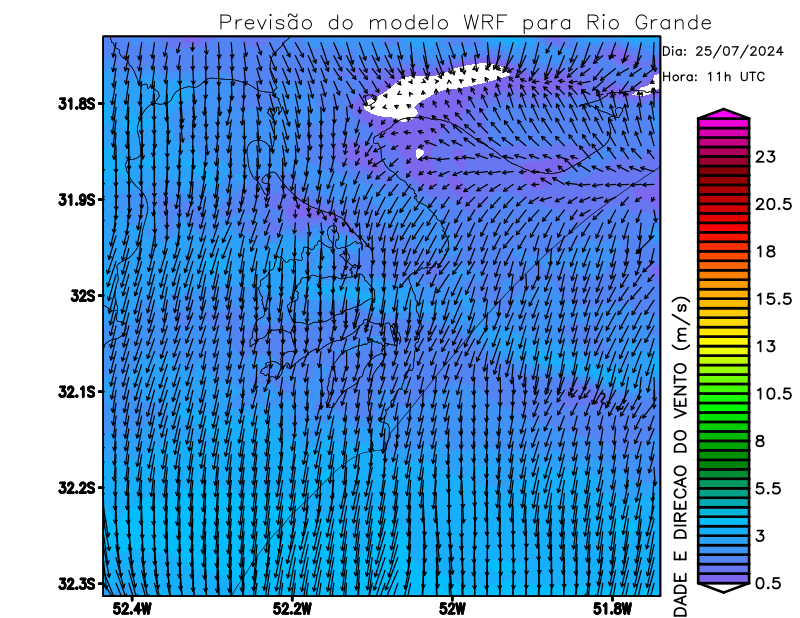 Previsão do modelo WRF para Rio Grande
Dia: 25/07/2024
Hora: 11h UTC
31.8S
31.9S
32S
32.1S
32.2S
32.3S
52.4W
52.2W
52W
51.8W
23
20.5
18
15.5
13
10.5
8
5.5
3
0.5
DADE E DIRECAO DO VENTO (m/s)